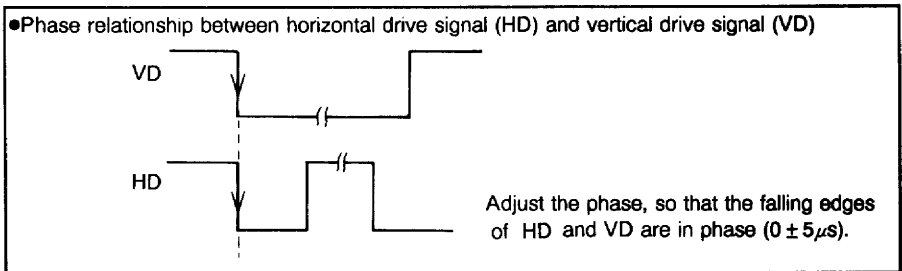 ●Phase relationship between horizontal drive signal (HD) and vertical drive signal (VD)
VD
HD
Adjust the phase, so that the falling edges
of HD and VD are in phase (0 ± 5μs).